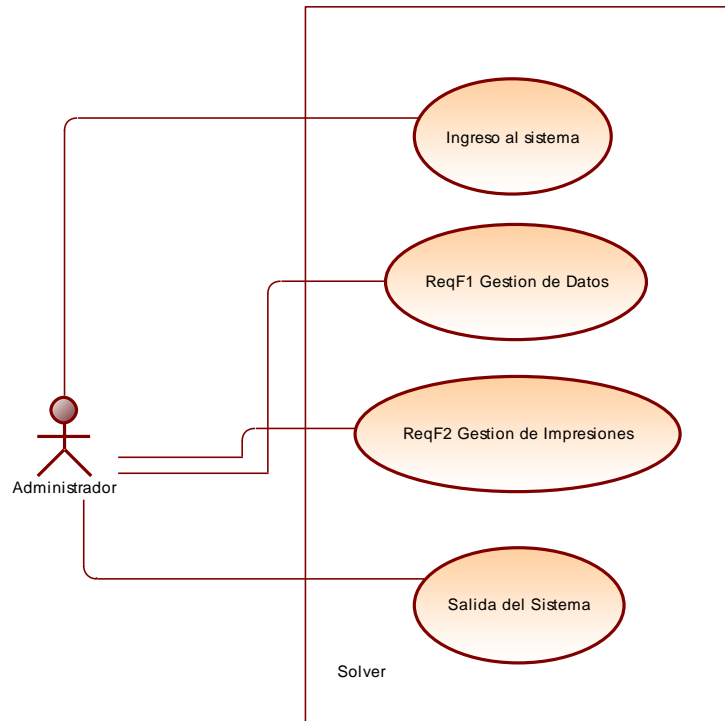 Ingreso al sistema
ReqF1 Gestion de Datos
ReqF2 Gestion de Impresiones
Administrador
Salida del Sistema
Solver